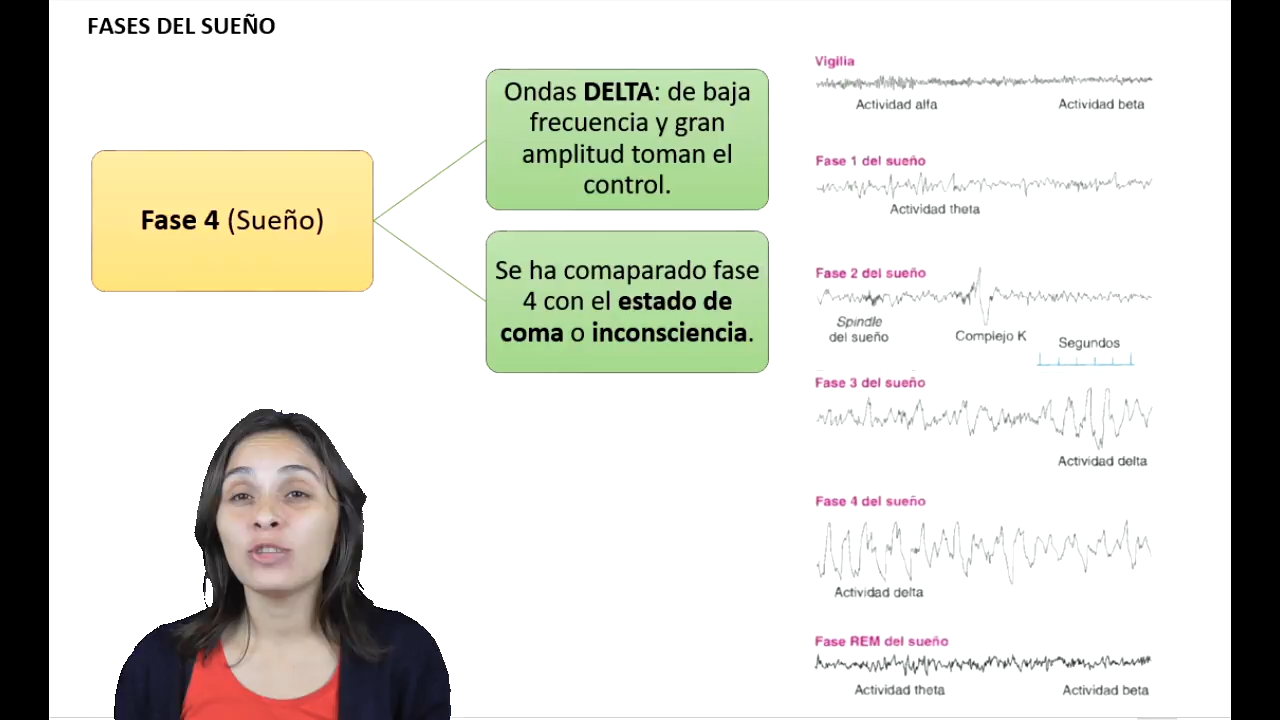 FASES DEL SUEÑO
Fase 4 (Sueño)
Ondas DELTA: de baja
frecuencia y gran
amplitud toman el
control.
Se ha comaparado fase
4 con el estado de
coma o inconsciencia.
Vigilia
Actividad alfa
Actividad beta
Fase 1 del sueño
Actividad theta
Fase 2 del sueño
Spindle
del sueño
Complejo K
Segundos
Fase 3 del sueño
Actividad delta
Fase 4 del sueño
Actividad delta
Fase REM del sueño
Actividad theta
Actividad beta